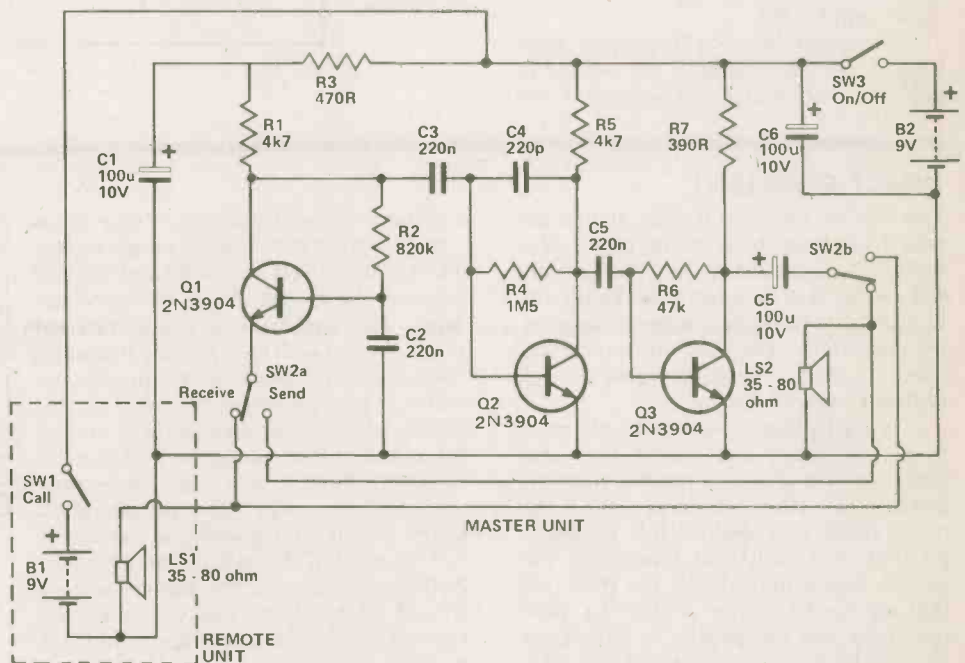 R3
470R
SW3
On/Off
+
R1
4k7
C3
220n
C4
220p
R5
4k7
R7
390R
C6
100u
10V
+
+
B2
9V
C1
100u
10V
+
R2
820k
C5
220n
SW2b
Q1
2N3904
R4
1M5
R6
47k
+
C5
100u
10V
C2
220n
SW2a
Receive
Send
LS2
35 - 80
ohm
Q2
2N3904
Q3
2N3904
SW1
Call
MASTER UNIT
+
B1
9V
LS1
35 - 80 ohm
REMOTE
UNIT